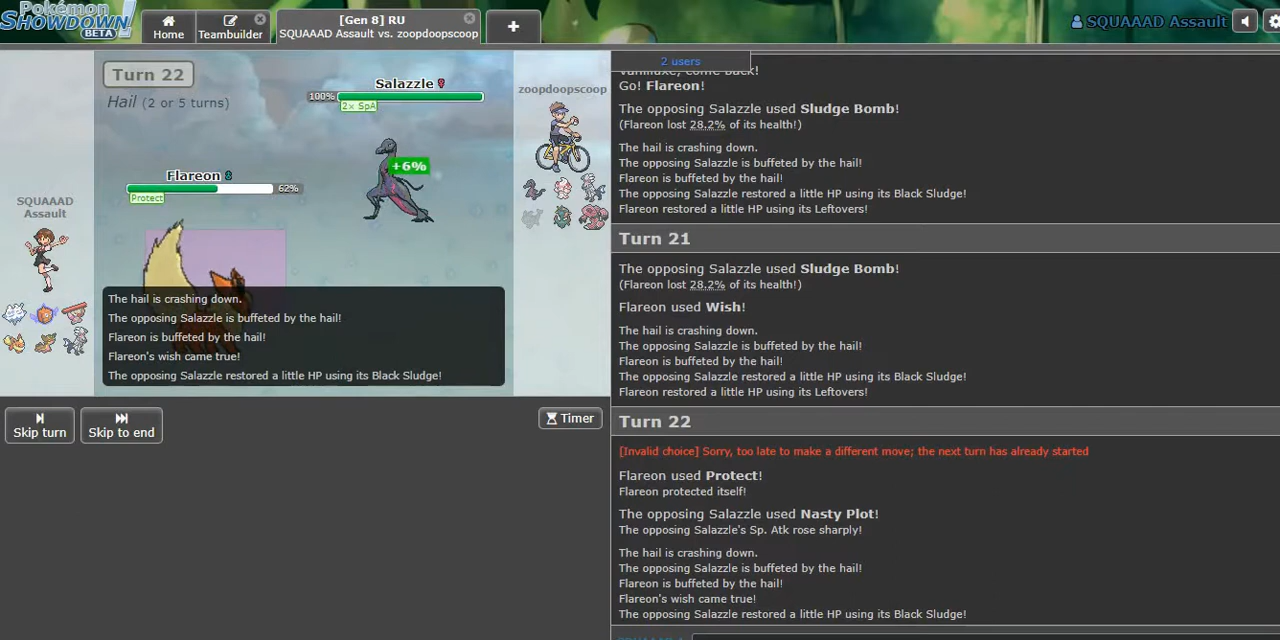 Pokémon
SHOWDOWN!
BETA
Home
Teambuilder
[Gen 8] RU
SQUAAAD Assault vs. zoopdoopscoop
SQUAAAD Assault
Turn 22
Hail (2 or 5 turns)
Salazzle
100%
2× SpA
+6%
Flareon
62%
Protect
SQUAAAD
Assault
zoopdoopscoop
The hail is crashing down.
The opposing Salazzle is buffeted by the hail!
Flareon is buffeted by the hail!
Flareon's wish came true!
The opposing Salazzle restored a little HP using its Black Sludge!
Skip turn
Skip to end
Timer
2 users
Vanilluxe, come back!
Go! Flareon!
The opposing Salazzle used Sludge Bomb!
(Flareon lost 28.2% of its health!)
The hail is crashing down.
The opposing Salazzle is buffeted by the hail!
Flareon is buffeted by the hail!
The opposing Salazzle restored a little HP using its Black Sludge!
Flareon restored a little HP using its Leftovers!
Turn 21
The opposing Salazzle used Sludge Bomb!
(Flareon lost 28.2% of its health!)
Flareon used Wish!
The hail is crashing down.
The opposing Salazzle is buffeted by the hail!
Flareon is buffeted by the hail!
The opposing Salazzle restored a little HP using its Black Sludge!
Flareon restored a little HP using its Leftovers!
Turn 22
[Invalid choice] Sorry, too late to make a different move; the next turn has already started
Flareon used Protect!
Flareon protected itself!
The opposing Salazzle used Nasty Plot!
The opposing Salazzle's Sp. Atk rose sharply!
The hail is crashing down.
The opposing Salazzle is buffeted by the hail!
Flareon is buffeted by the hail!
Flareon's wish came true!
The opposing Salazzle restored a little HP using its Black Sludge!